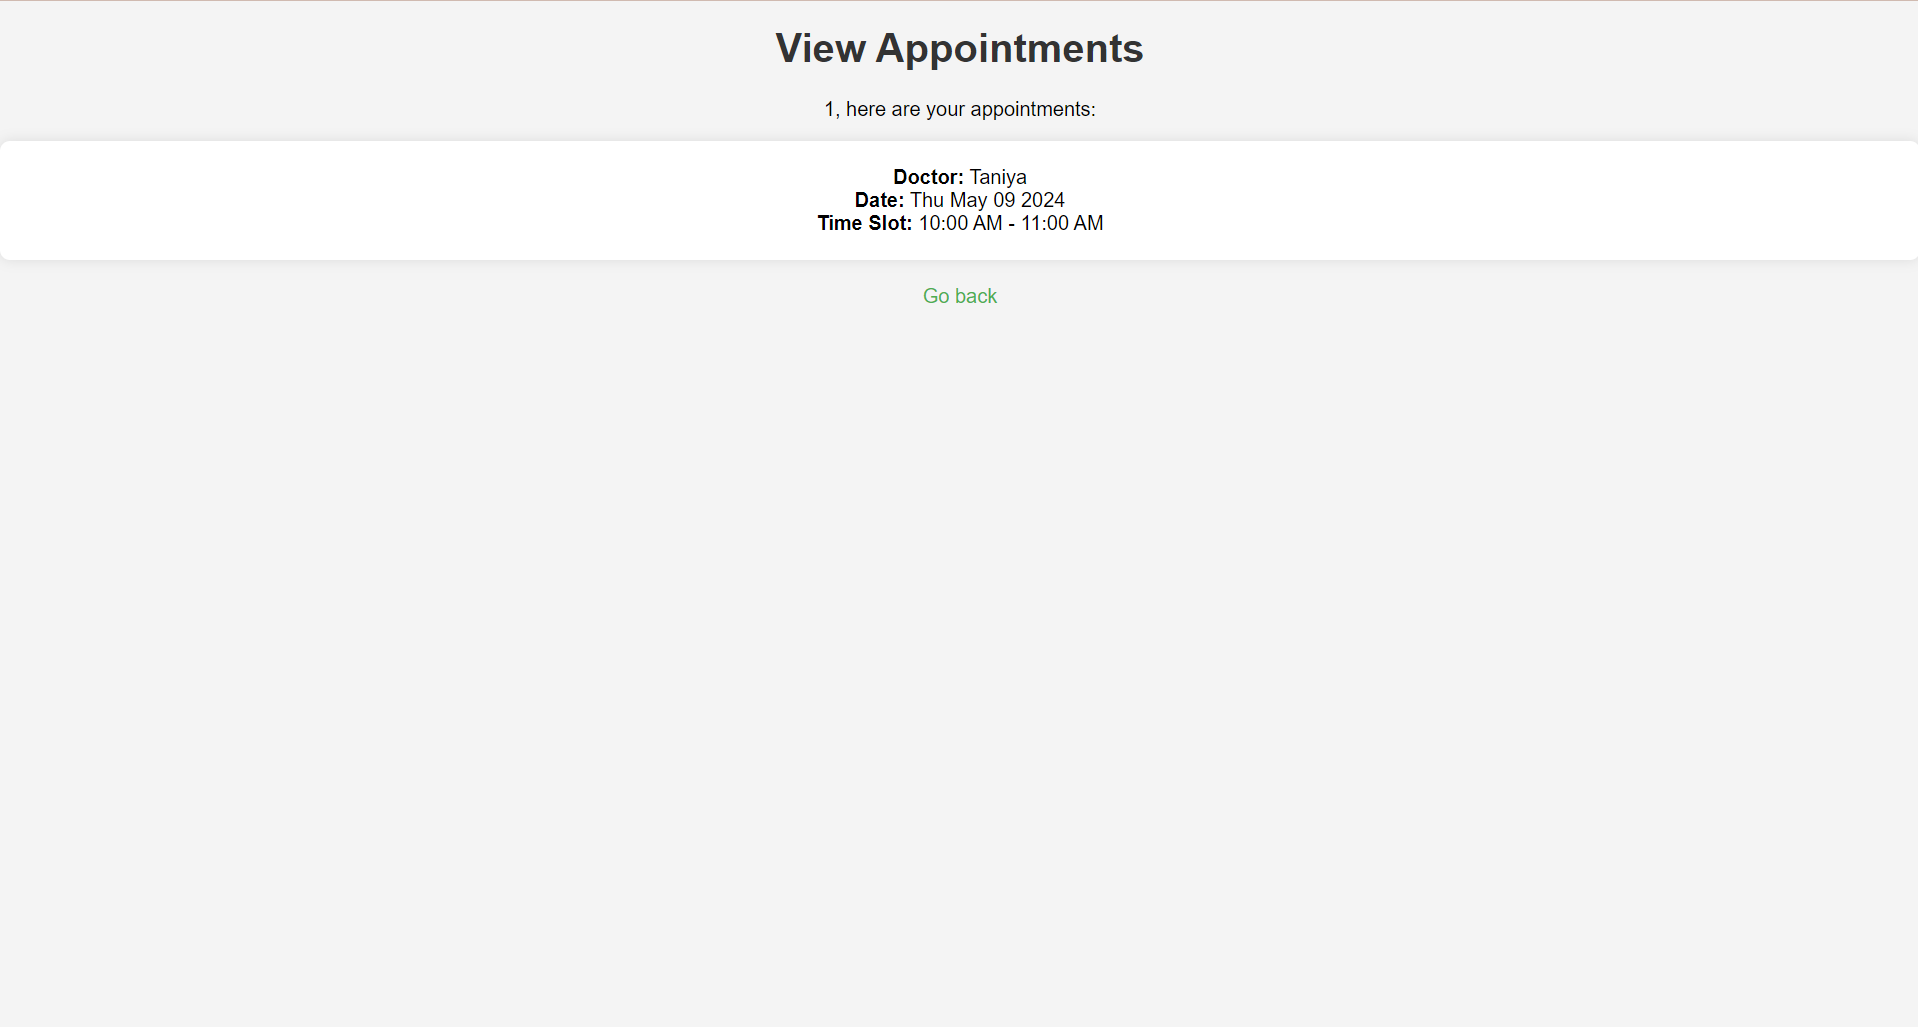 View Appointments
1, here are your appointments:
Doctor: Taniya
Date: Thu May 09 2024
Time Slot: 10:00 AM - 11:00 AM
Go back